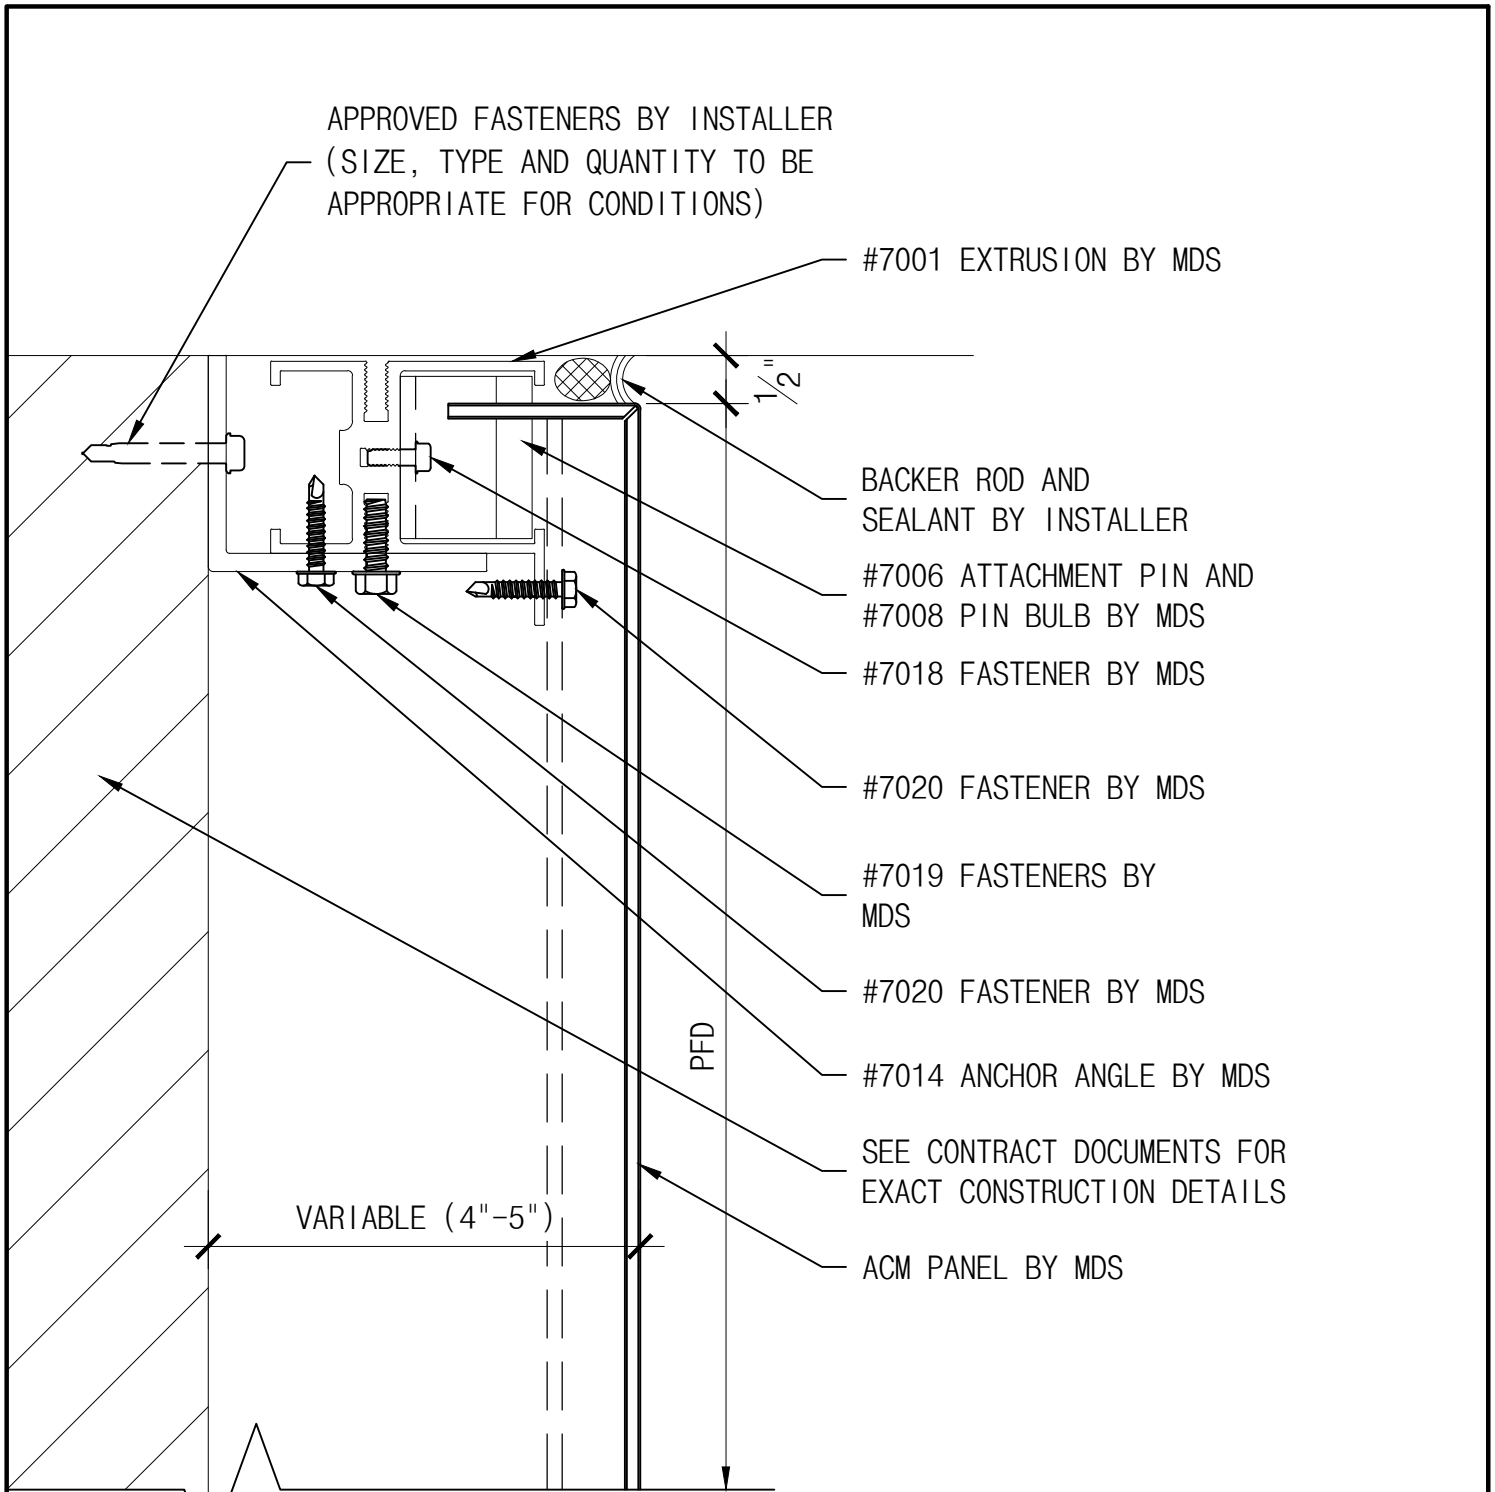 APPROVED FASTENERS BY INSTALLER
(SIZE, TYPE AND QUANTITY TO BE
APPROPRIATE FOR CONDITIONS)
#7001 EXTRUSION BY MDS
1/2"
BACKER ROD AND
SEALANT BY INSTALLER
#7006 ATTACHMENT PIN AND
#7008 PIN BULB BY MDS
#7018 FASTENER BY MDS
#7020 FASTENER BY MDS
#7019 FASTENERS BY
MDS
#7020 FASTENER BY MDS
PFD
#7014 ANCHOR ANGLE BY MDS
SEE CONTRACT DOCUMENTS FOR
EXACT CONSTRUCTION DETAILS
VARIABLE (4"-5")
ACM PANEL BY MDS